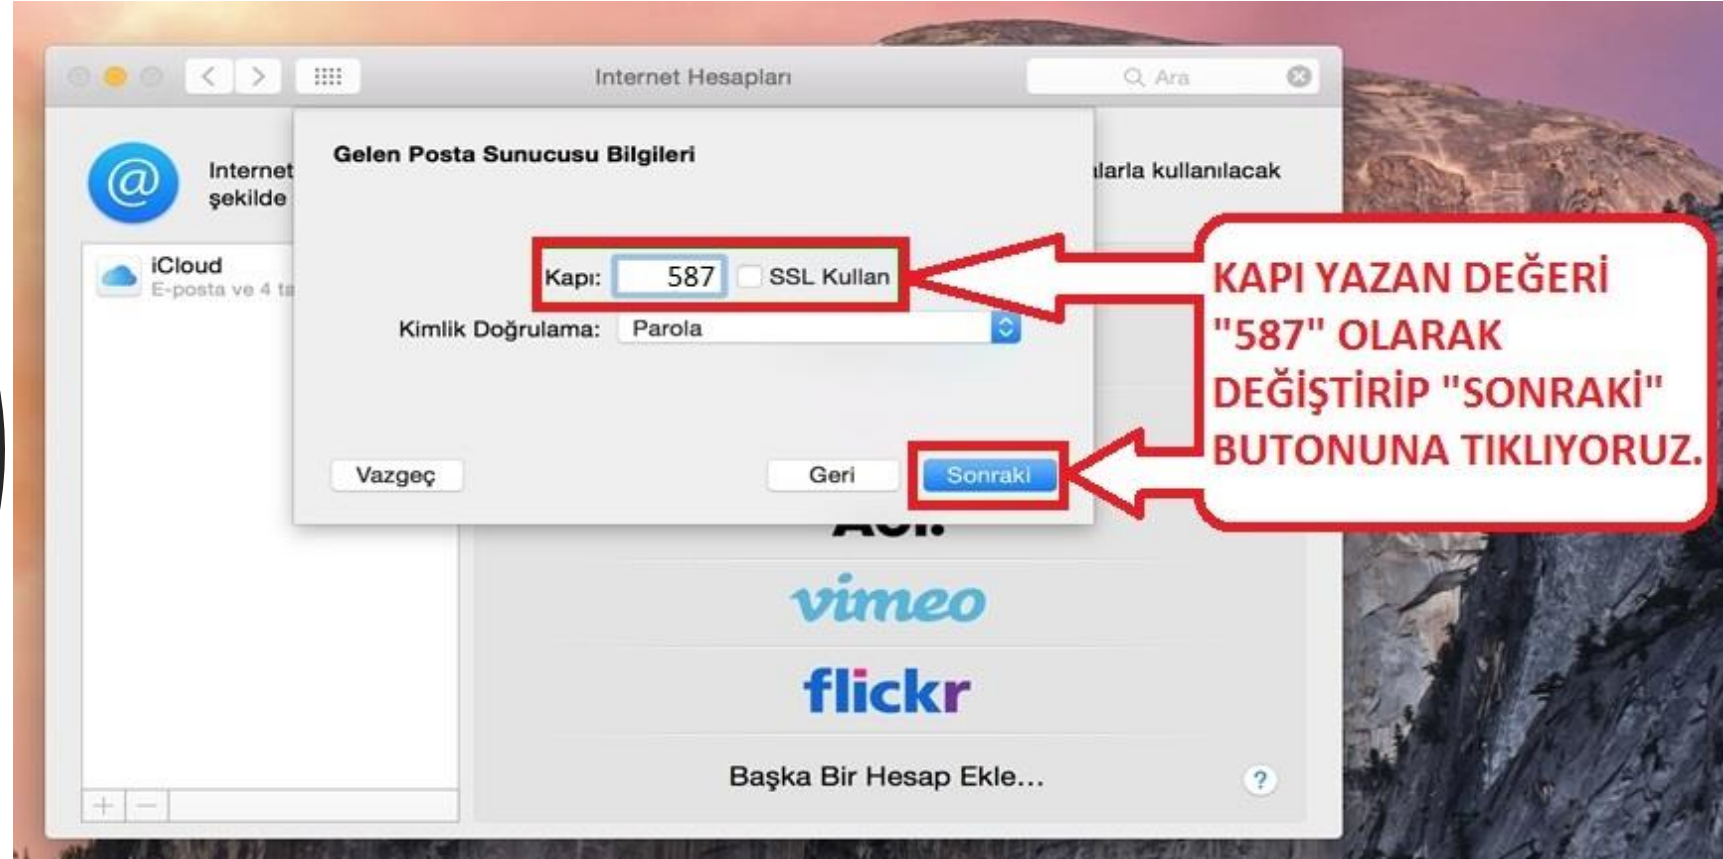 Internet Hesapları
Ara
Gelen Posta Sunucusu Bilgileri
Internet
şekilde
ılarla kullanılacak
iCloud
E-posta ve 4 ta
Kapı: 587 SSL Kullan
Kimlik Doğrulama: Parola
KAPI YAZAN DEĞERİ
"587" OLARAK
DEĞİŞTİRİP "SONRAKİ"
BUTONUNA TIKLIYORUZ.
Vazgeç
Geri
Sonraki
Aol.
vimeo
flickr
Başka Bir Hesap Ekle...
?